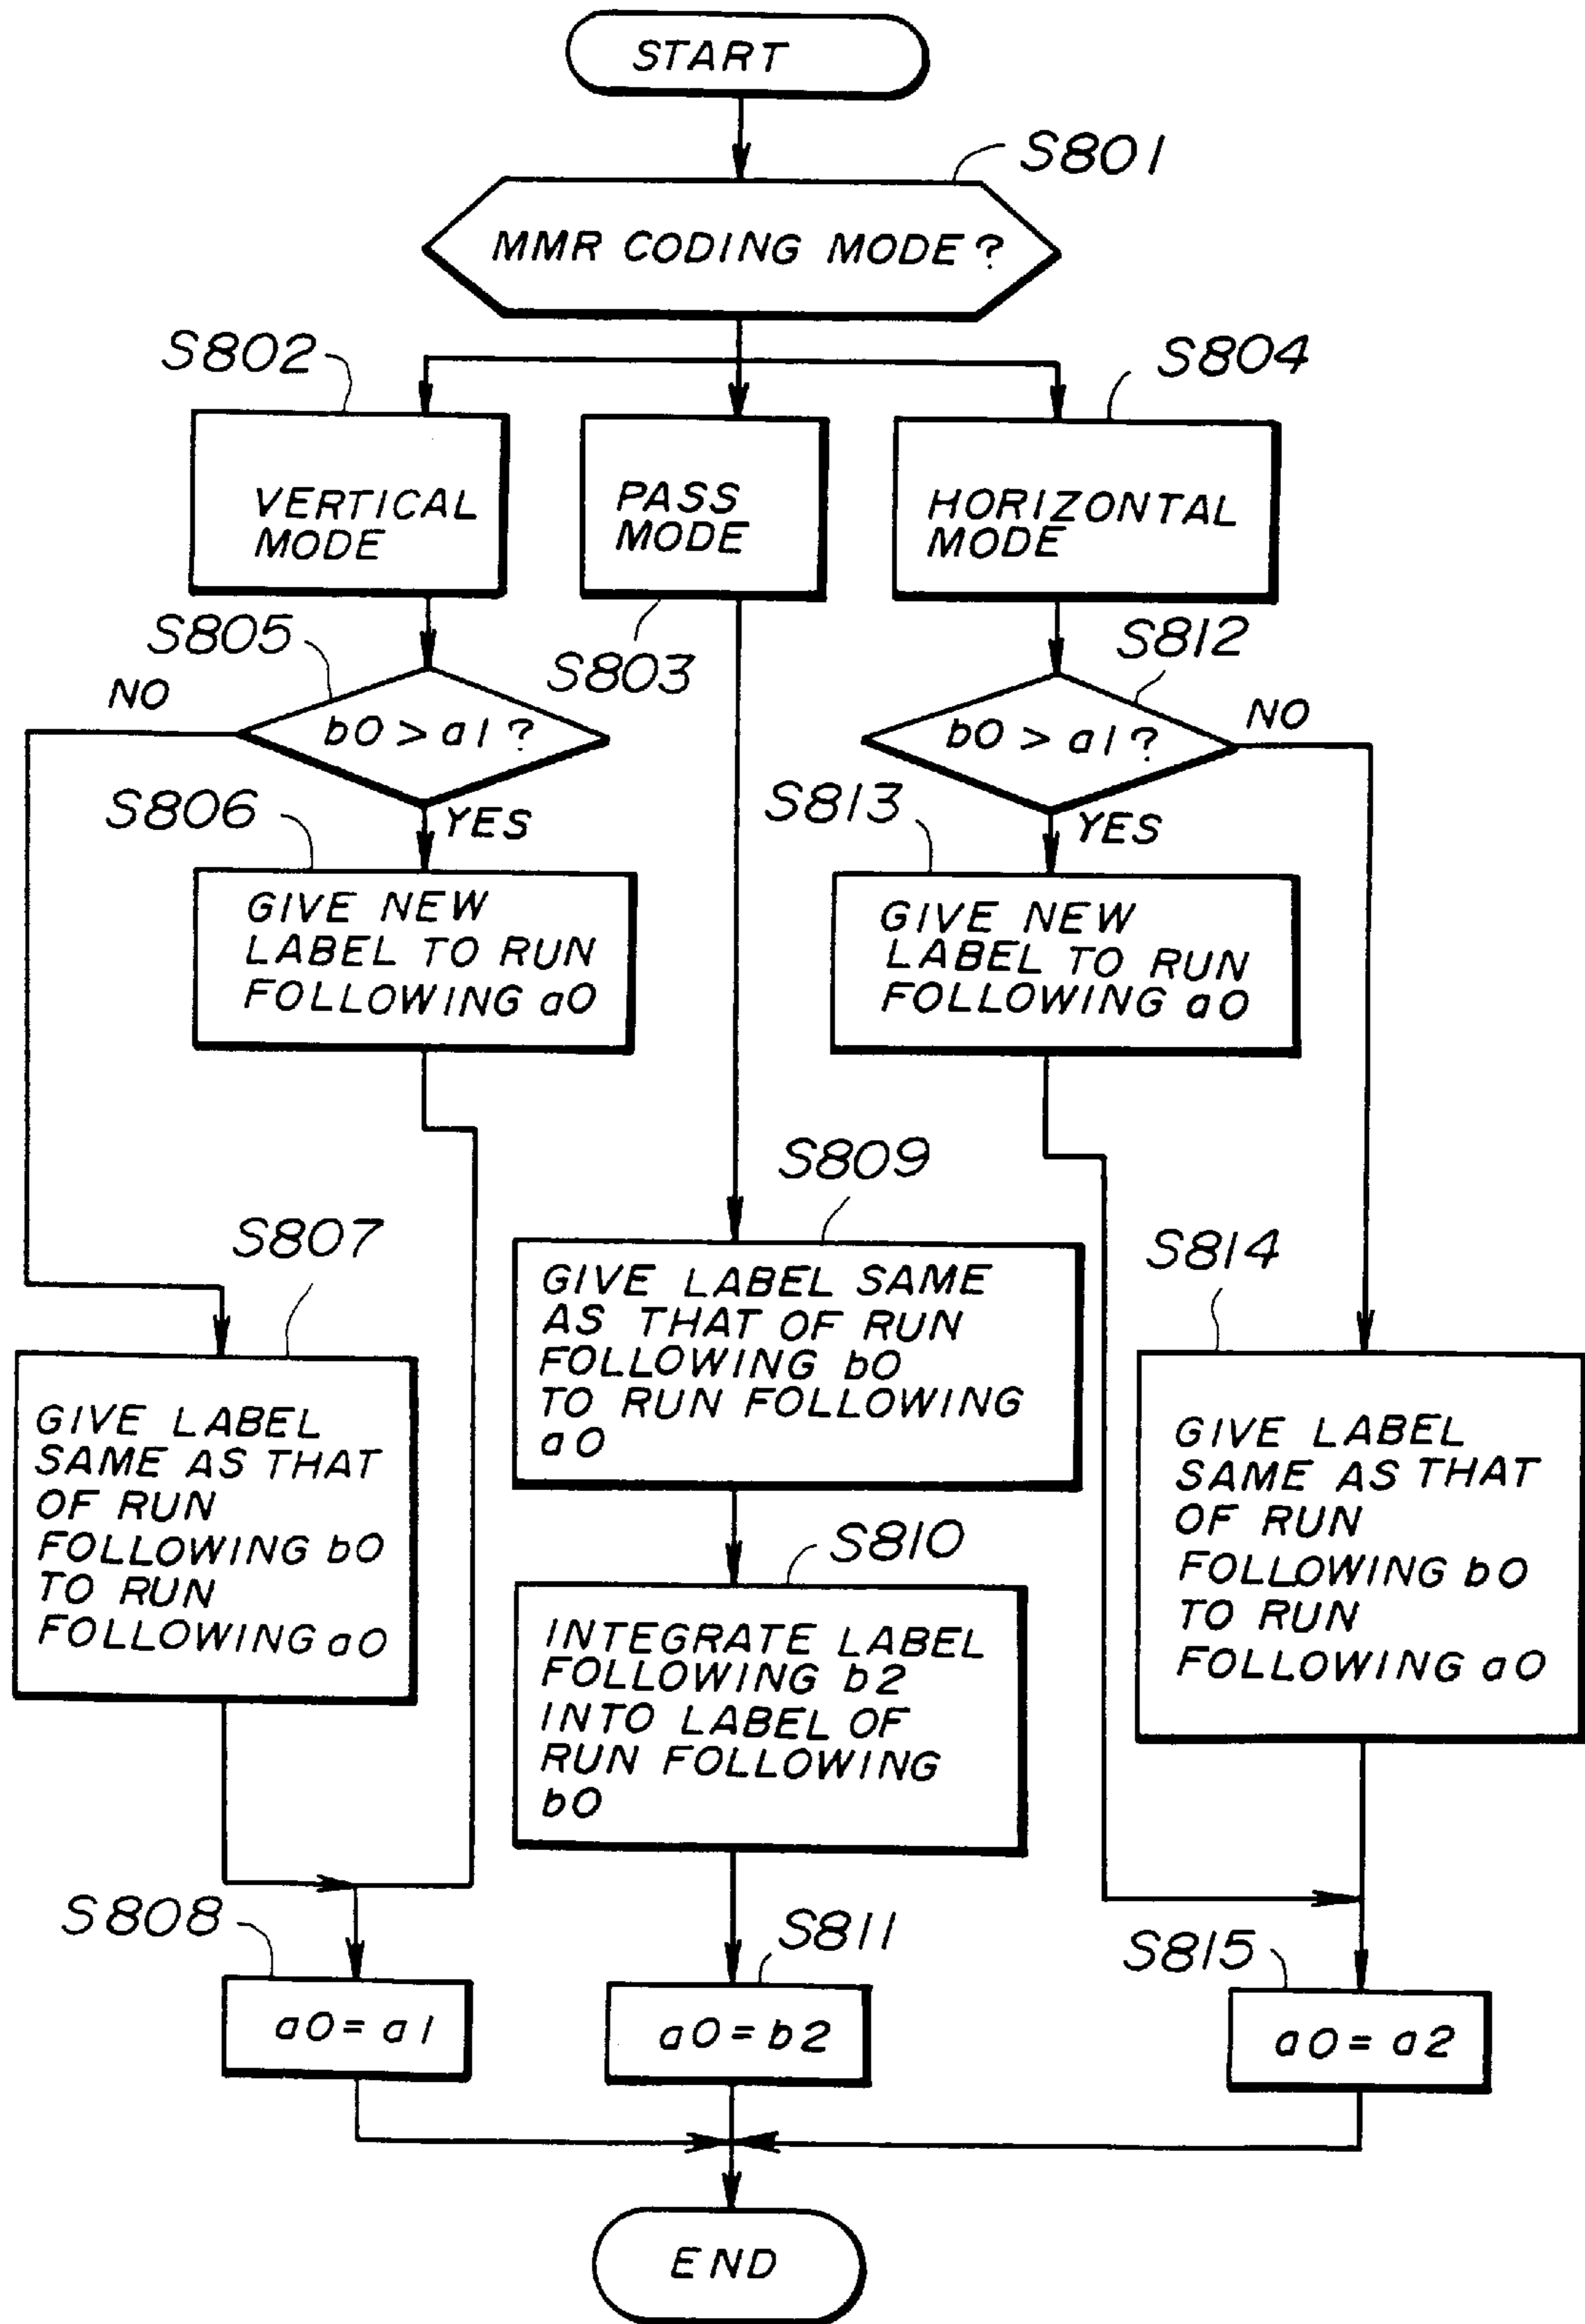 START
S801
MMR CODING MODE?
S802
S804
VERTICAL
MODE
PASS
MODE
HORIZONTAL
MODE
S805
S803
S812
NO
b0 > a1?
b0 > a1?
NO
S806
YES
S813
YES
GIVE NEW
LABEL TO RUN
FOLLOWING a0
GIVE NEW
LABEL TO RUN
FOLLOWING a0
S809
S807
S814
GIVE LABEL SAME
AS THAT OF RUN
FOLLOWING b0
TO RUN FOLLOWING
a0
GIVE LABEL
SAME AS THAT
OF RUN
FOLLOWING b0
TO RUN
FOLLOWING a0
GIVE LABEL
SAME AS THAT
OF RUN
FOLLOWING b0
TO RUN
FOLLOWING a0
S810
INTEGRATE LABEL
FOLLOWING b2
INTO LABEL OF
RUN FOLLOWING
b0
S808
S811
S815
a0 = a1
a0 = b2
a0 = a2
END